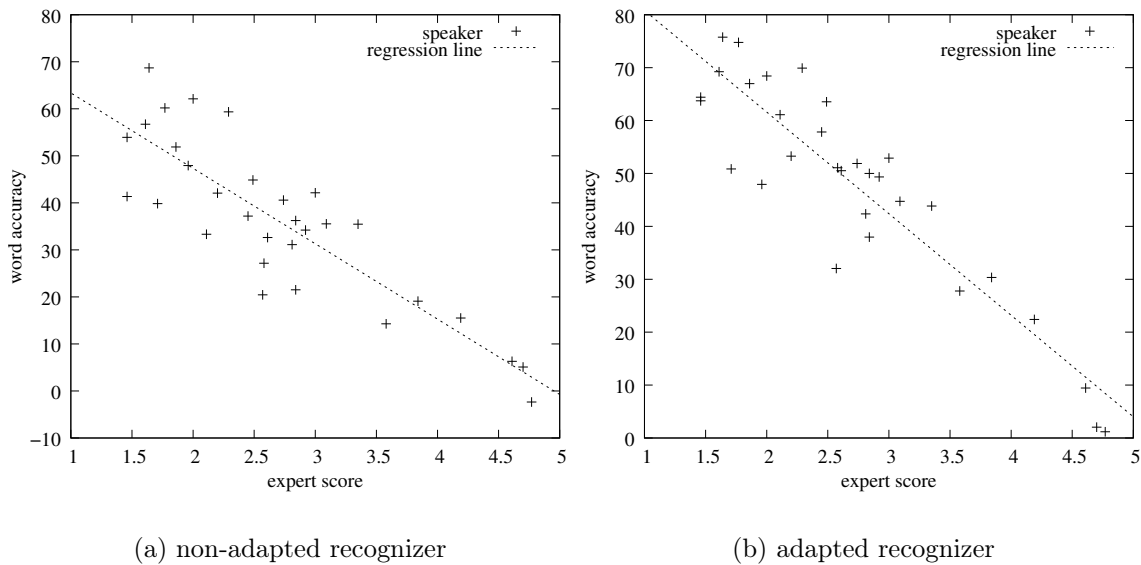 80
70
60
50
40
30
20
10
0
−10
word accuracy
1 1.5 2 2.5 3 3.5 4 4.5 5
expert score
speaker
regression line
(a) non-adapted recognizer
80
70
60
50
40
30
20
10
0
word accuracy
1 1.5 2 2.5 3 3.5 4 4.5 5
expert score
speaker
regression line
(b) adapted recognizer